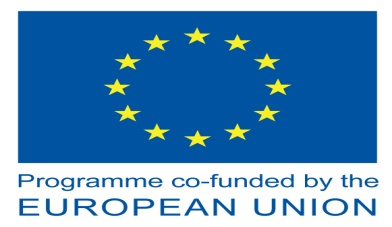 Programme co-funded by the
EUROPEAN UNION